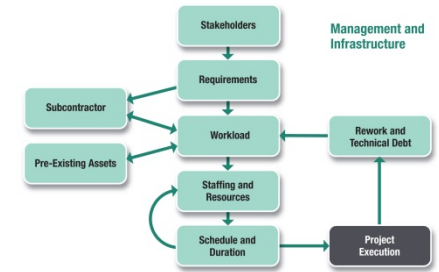 Stakeholders
Management and
Infrastructure
Requirements
Subcontractor
Workload
Rework and
Technical Debt
Pre-Existing Assets
Staffing and
Resources
Schedule and
Duration
Project
Execution